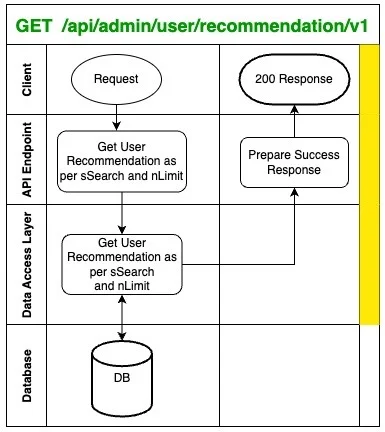 GET /api/admin/user/recommendation/v1
Client
Request
200 Response
API Endpoint
Get User
Recommendation as
per sSearch and nLimit
Prepare Success
Response
Data Access Layer
Get User
Recommendation as
per sSearch
and nLimit
Database
DB